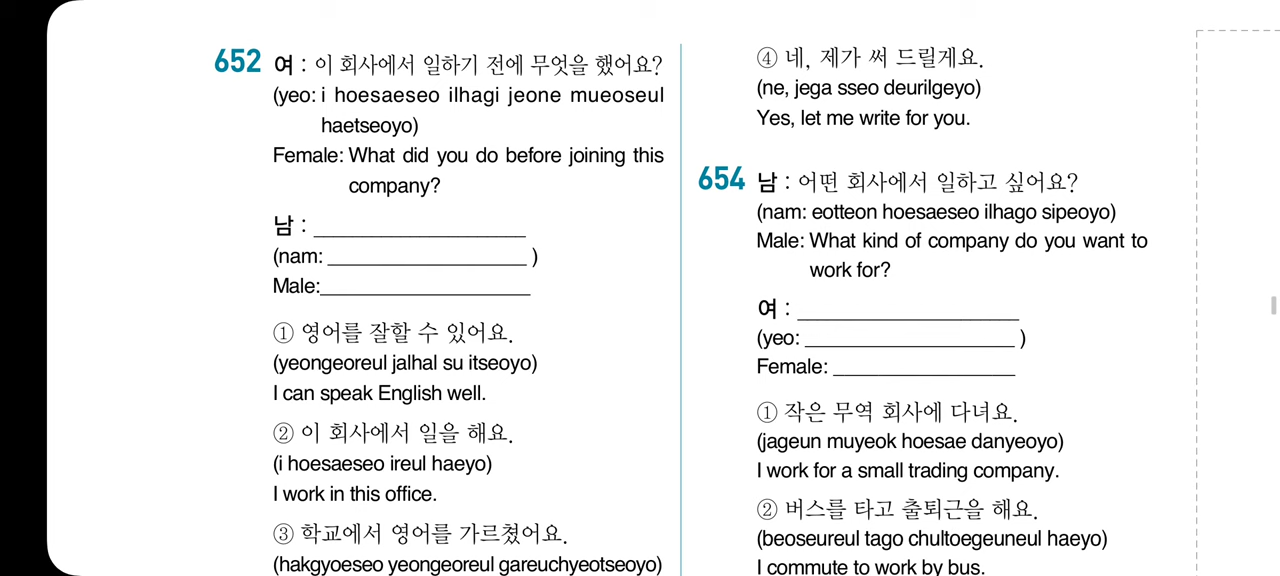 652 여 : 이 회사에서 일하기 전에 무엇을 했어요?
(yeo: i hoesaeseo ilhagi jeone mueoseul
haetseoyo)
Female: What did you do before joining this
company?
남 : ____________________
(nam: ____________________ )
Male:____________________
① 영어를 잘할 수 있어요.
(yeongeoreul jalhal su itseoyo)
I can speak English well.
② 이 회사에서 일을 해요.
(i hoesaeseo ireul haeyo)
I work in this office.
③ 학교에서 영어를 가르쳤어요.
(hakgyoeseo yeongeoreul gareuchyeotseoyo)
④ 네, 제가 써 드릴게요.
(ne, jega sseo deurilgeyo)
Yes, let me write for you.
654 남 : 어떤 회사에서 일하고 싶어요?
(nam: eotteon hoesaeseo ilhago sipeoyo)
Male: What kind of company do you want to
work for?
여 : ____________________
(yeo: ____________________ )
Female: ____________________
① 작은 무역 회사에 다녀요.
(jageun muyeok hoesae danyeoyo)
I work for a small trading company.
② 버스를 타고 출퇴근을 해요.
(beoseureul tago chultoegeuneul haeyo)
I commute to work by bus.